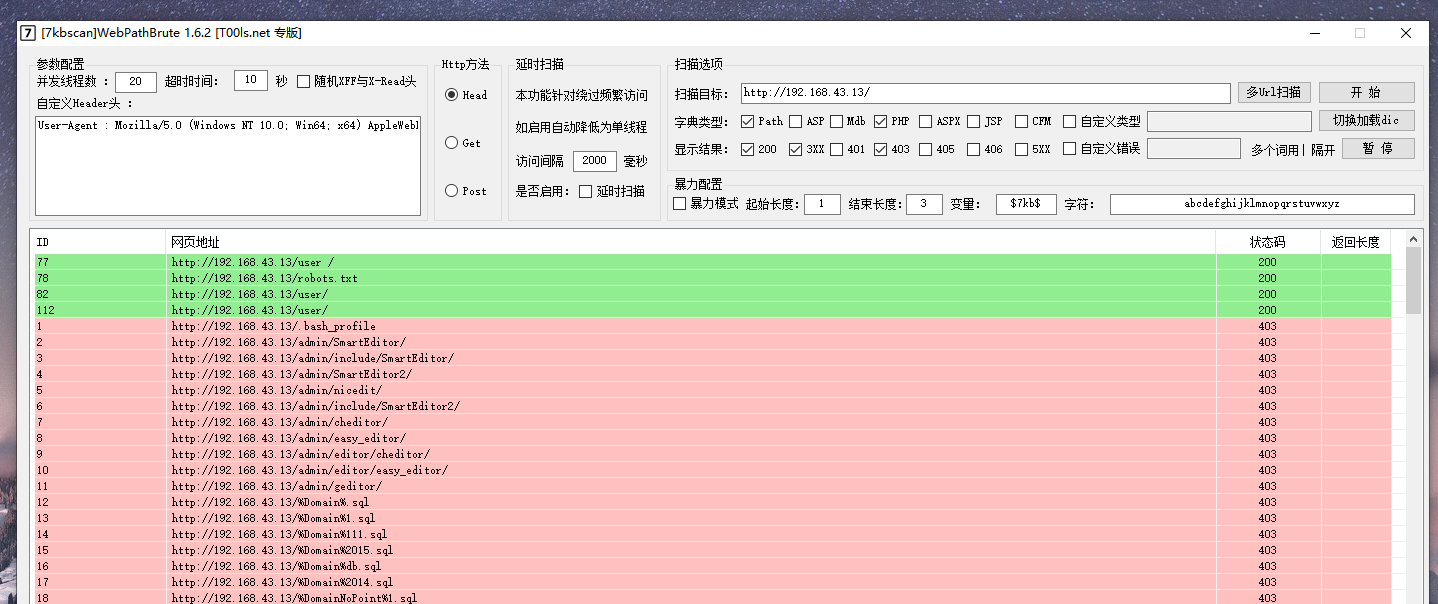 7 [7kbscan]WebPathBrute 1.6.2 [T00ls.net 专版]
参数配置
并发线程数 : 20 超时时间: 10 秒 随机XFF与X-Read头
自定义Header头 :
User-Agent : Mozilla/5.0 (Windows NT 10.0; Win64; x64) AppleWeb
Http方法
Head
Get
Post
延时扫描
本功能针对绕过频繁访问
如启用自动降低为单线程
访问间隔 2000 毫秒
是否启用: 延时扫描
扫描选项
扫描目标: http://192.168.43.13/ 多Url扫描 开 始
字典类型: Path ASP Mdb PHP ASPX JSP CFM 自定义类型 切换加载dic
显示结果: 200 3XX 401 403 405 406 5XX 自定义错误 多个词用| 隔开 暂 停
暴力配置
暴力模式 起始长度: 1 结束长度: 3 变量: $7kb$ 字符: abcdefghijklmnopqrstuvwxyz
ID 网页地址 状态码 返回长度
77 http://192.168.43.13/user / 200
78 http://192.168.43.13/robots.txt 200
82 http://192.168.43.13/user/ 200
112 http://192.168.43.13/user/ 200
1 http://192.168.43.13/.bash_profile 403
2 http://192.168.43.13/admin/SmartEditor/ 403
3 http://192.168.43.13/admin/include/SmartEditor/ 403
4 http://192.168.43.13/admin/SmartEditor2/ 403
5 http://192.168.43.13/admin/nicedit/ 403
6 http://192.168.43.13/admin/include/SmartEditor2/ 403
7 http://192.168.43.13/admin/cheditor/ 403
8 http://192.168.43.13/admin/easy_editor/ 403
9 http://192.168.43.13/admin/editor/cheditor/ 403
10 http://192.168.43.13/admin/editor/easy_editor/ 403
11 http://192.168.43.13/admin/geditor/ 403
12 http://192.168.43.13/%Domain%.sql 403
13 http://192.168.43.13/%Domain%1.sql 403
14 http://192.168.43.13/%Domain%111.sql 403
15 http://192.168.43.13/%Domain%2015.sql 403
16 http://192.168.43.13/%Domain%db.sql 403
17 http://192.168.43.13/%Domain%2014.sql 403
18 http://192.168.43.13/%DomainNoPoint%1.sql 403